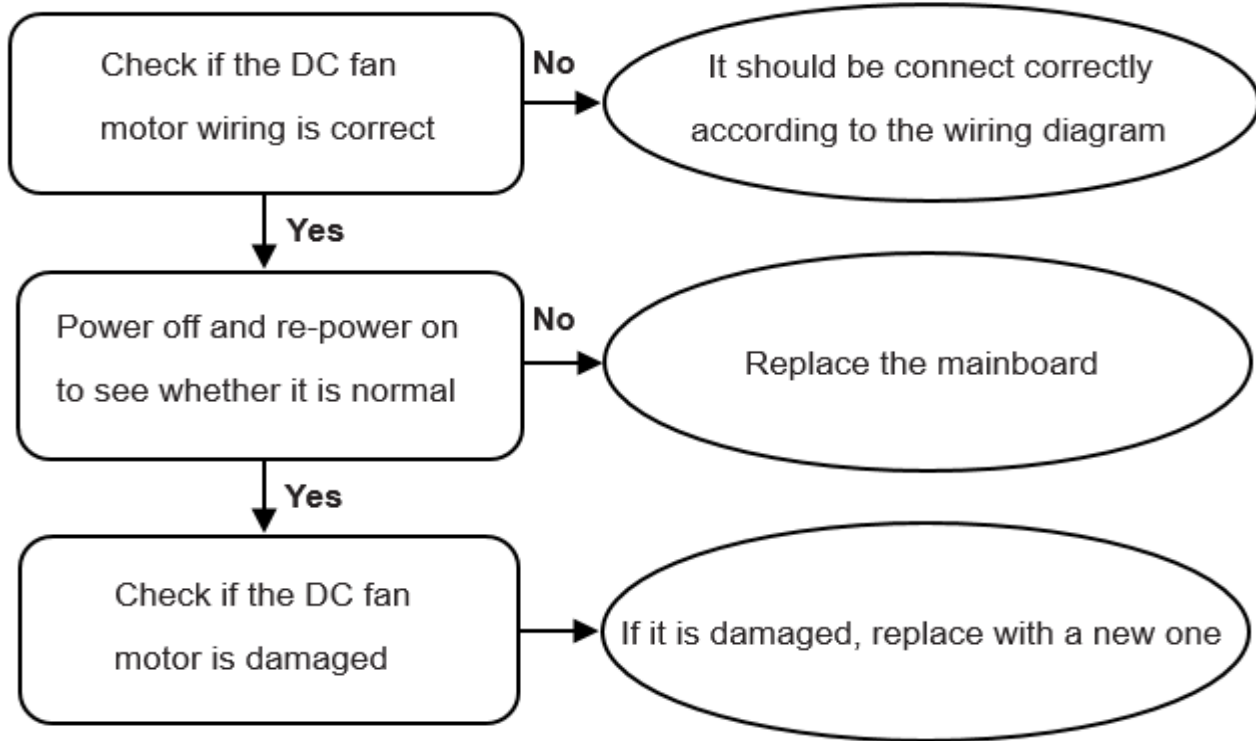 Check if the DC fan
motor wiring is correct
No
It should be connect correctly
according to the wiring diagram
Yes
Power off and re-power on
to see whether it is normal
No
Replace the mainboard
Yes
Check if the DC fan
motor is damaged
If it is damaged, replace with a new one